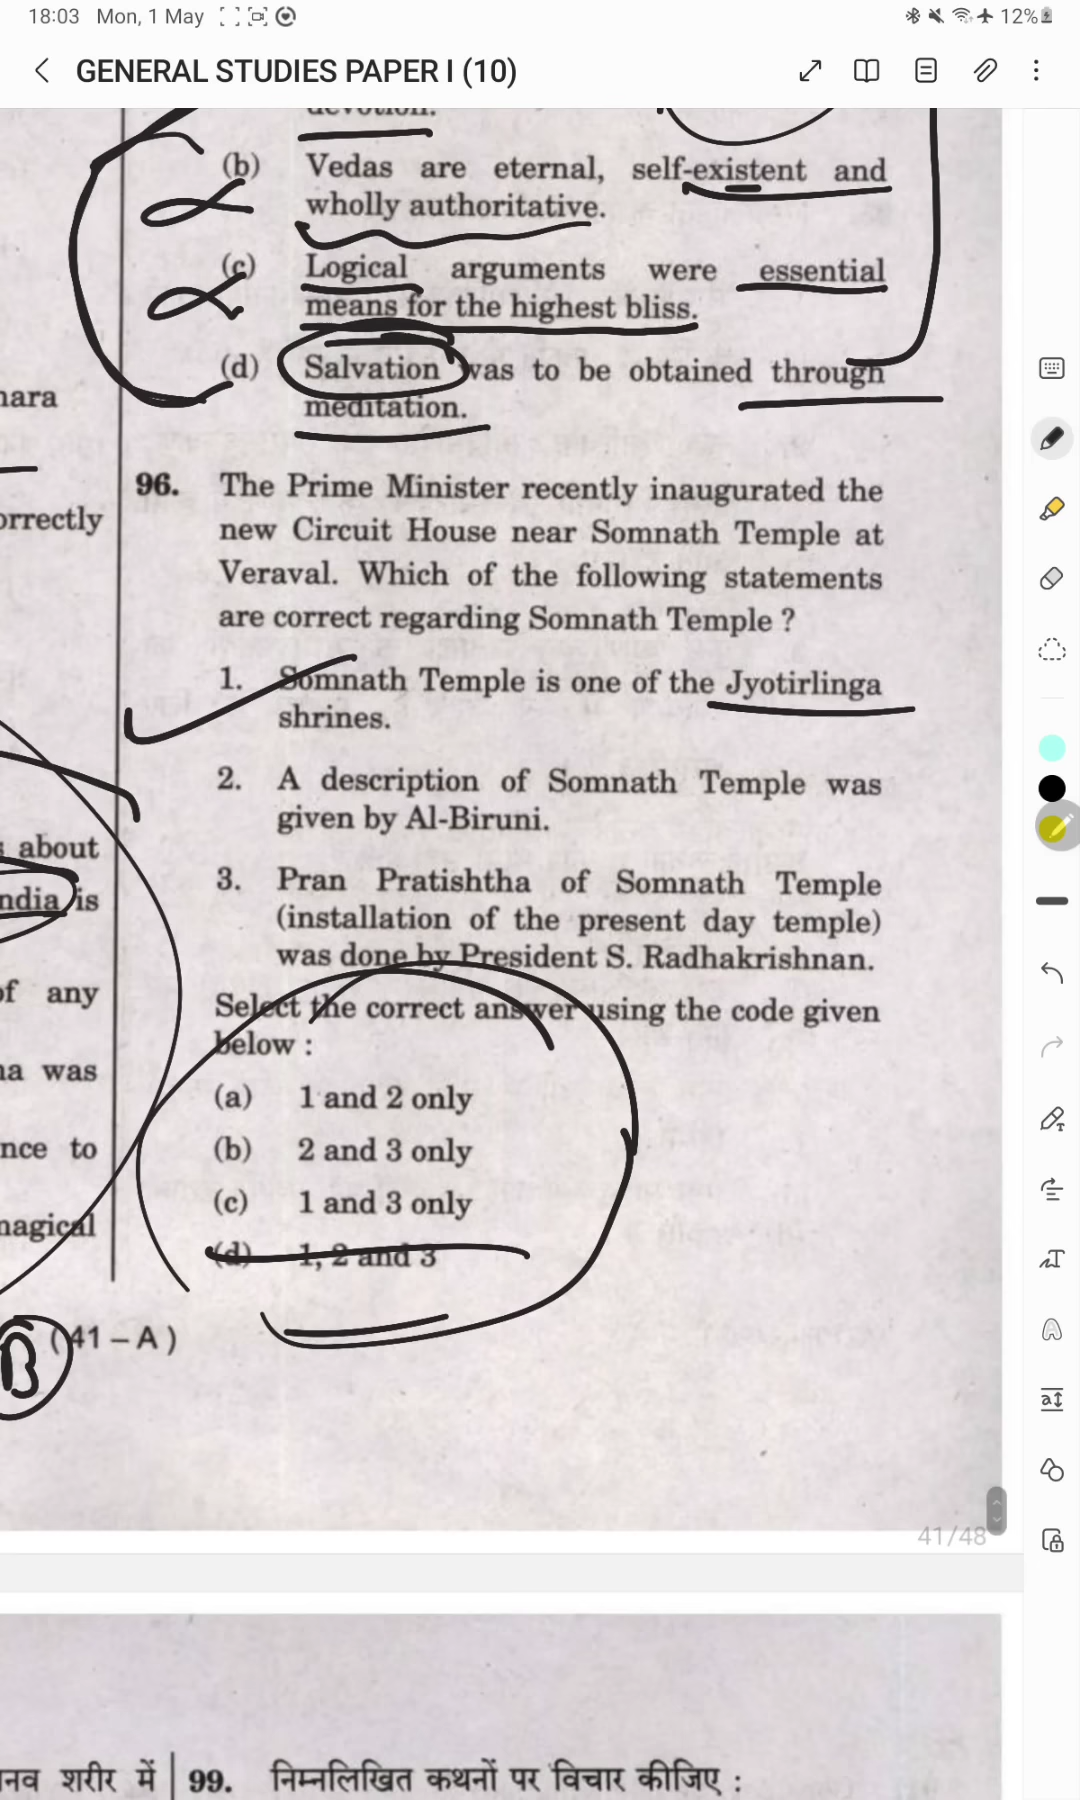 18:03 Mon, 1 May
12%
GENERAL STUDIES PAPER I (10)
devotion.
(b) Vedas are eternal, self-existent and
wholly authoritative.
(c) Logical arguments were essential
means for the highest bliss.
(d) Salvation was to be obtained through
meditation.
96. The Prime Minister recently inaugurated the
new Circuit House near Somnath Temple at
Veraval. Which of the following statements
are correct regarding Somnath Temple ?
1. Somnath Temple is one of the Jyotirlinga
shrines.
2. A description of Somnath Temple was
given by Al-Biruni.
3. Pran Pratishtha of Somnath Temple
(installation of the present day temple)
was done by President S. Radhakrishnan.
Select the correct answer using the code given
below :
(a) 1 and 2 only
(b) 2 and 3 only
(c) 1 and 3 only
(d) 1, 2 and 3
nara
orrectly
s about
ndia is
of any
na was
nce to
nagical
B
( 41 – A )
41/48
नव शरीर में
99. निम्नलिखित कथनों पर विचार कीजिए :